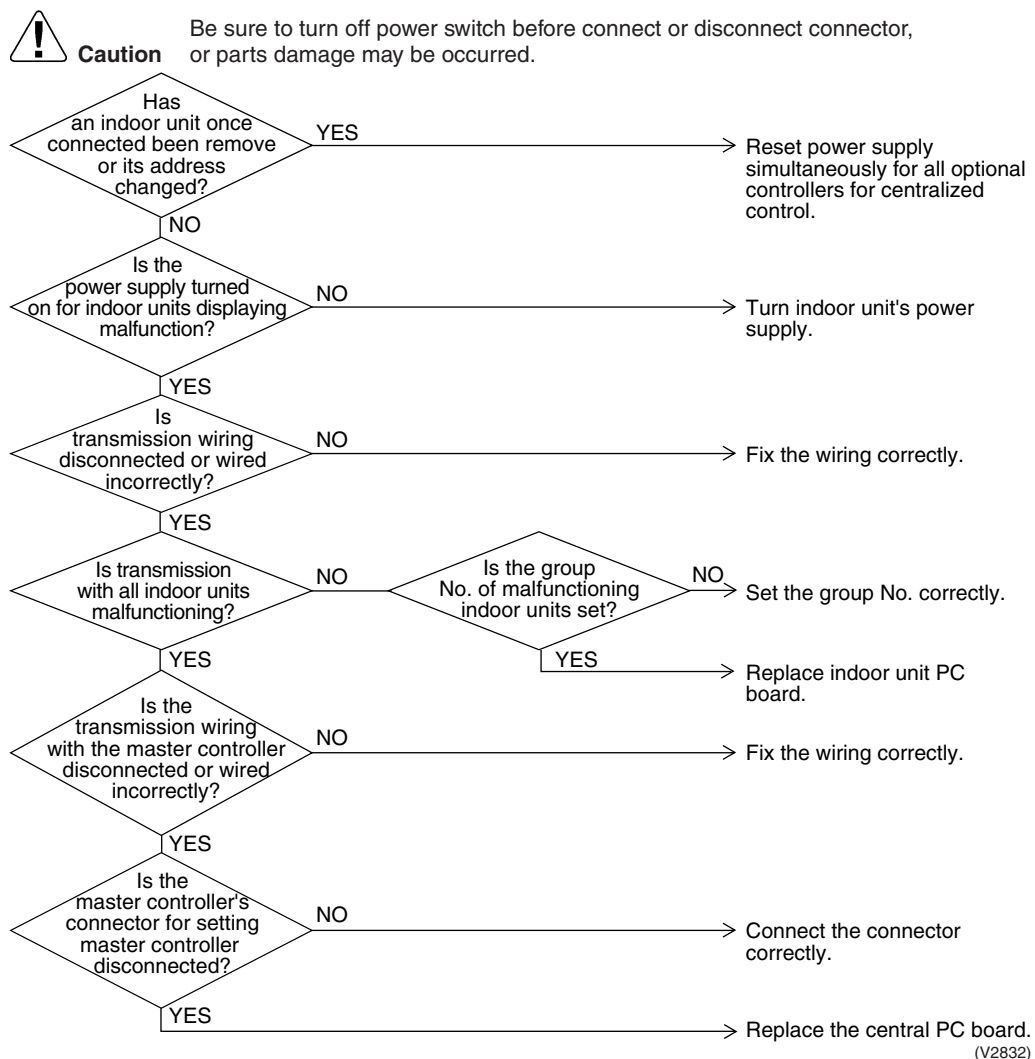 Be sure to turn off power switch before connect or disconnect connector,
Caution or parts damage may be occurred.
Has
an indoor unit once
connected been remove
or its address
changed?
YES
Reset power supply
simultaneously for all optional
controllers for centralized
control.
NO
Is the
power supply turned
on for indoor units displaying
malfunction?
NO
Turn indoor unit's power
supply.
YES
Is
transmission wiring
disconnected or wired
incorrectly?
NO
Fix the wiring correctly.
YES
Is transmission
with all indoor units
malfunctioning?
NO
Is the group
No. of malfunctioning
indoor units set?
NO
Set the group No. correctly.
YES
Replace indoor unit PC
board.
YES
Is the
transmission wiring
with the master controller
disconnected or wired
incorrectly?
NO
Fix the wiring correctly.
YES
Is the
master controller's
connector for setting
master controller
disconnected?
NO
Connect the connector
correctly.
YES
Replace the central PC board.
(V2832)